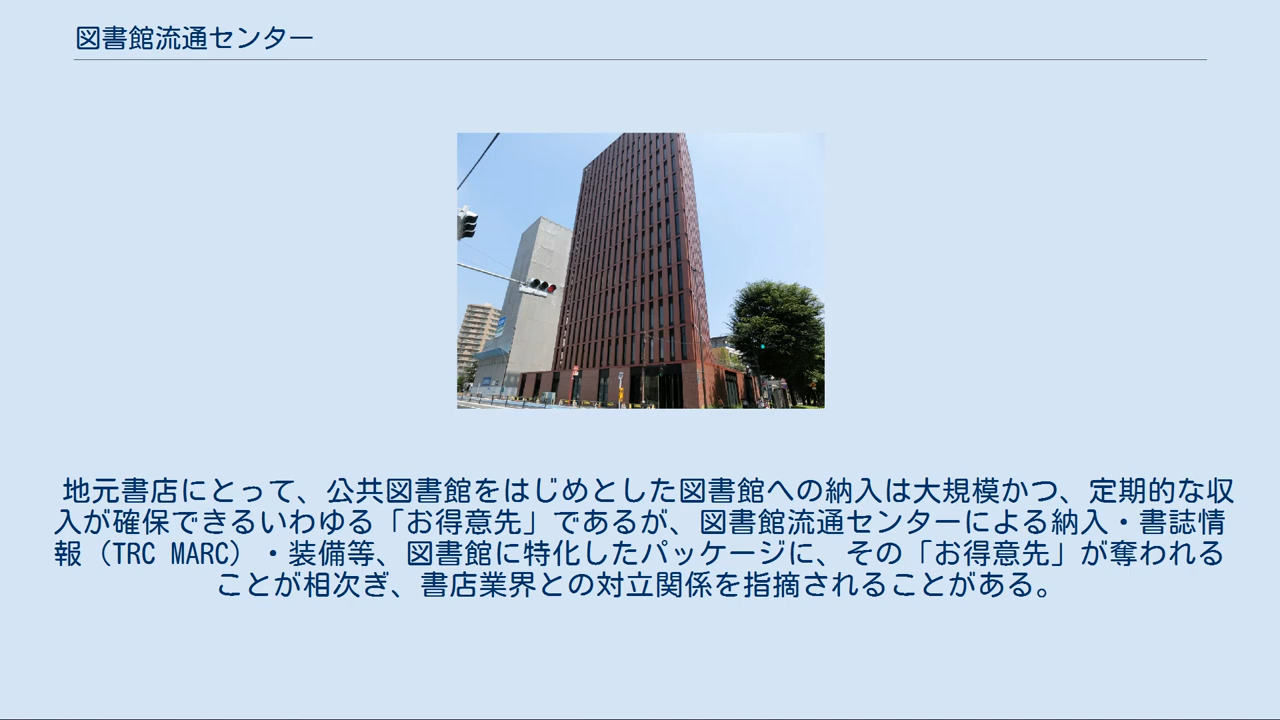 図書館流通センター
地元書店にとって、公共図書館をはじめとした図書館への納入は大規模かつ、定期的な収
入が確保できるいわゆる「お得意先」であるが、図書館流通センターによる納入・書誌情
報（TRC MARC）・装備等、図書館に特化したパッケージに、その「お得意先」が奪われる
ことが相次ぎ、書店業界との対立関係を指摘されることがある。